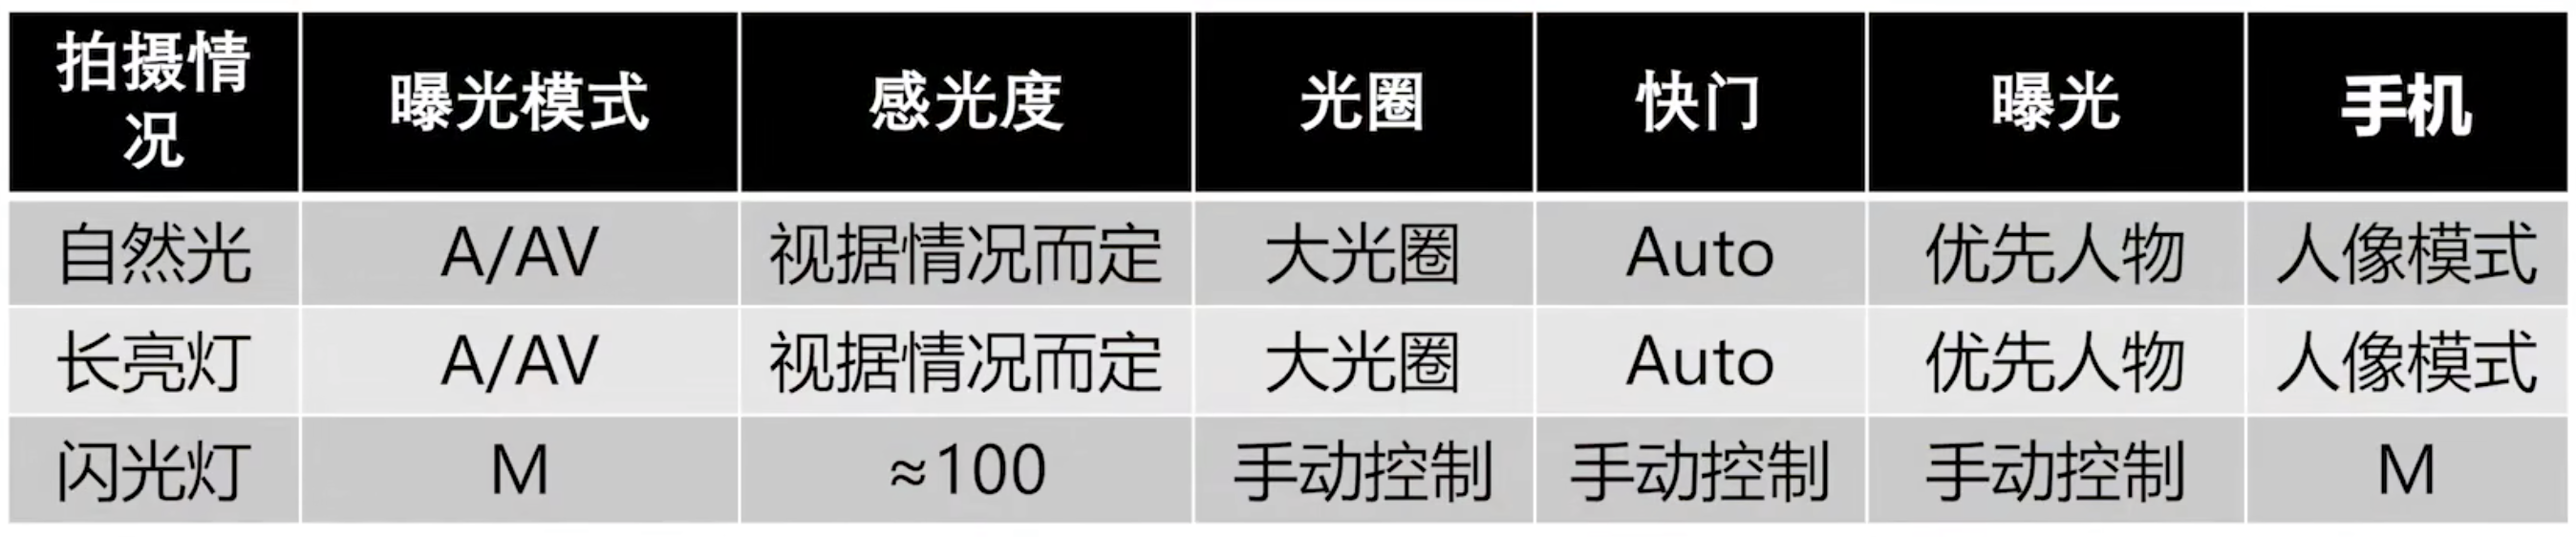 拍摄情况 曝光模式 感光度 光圈 快门 曝光 手机
自然光 A/AV 视据情况而定 大光圈 Auto 优先人物 人像模式
长亮灯 A/AV 视据情况而定 大光圈 Auto 优先人物 人像模式
闪光灯 M ≈100 手动控制 手动控制 手动控制 M